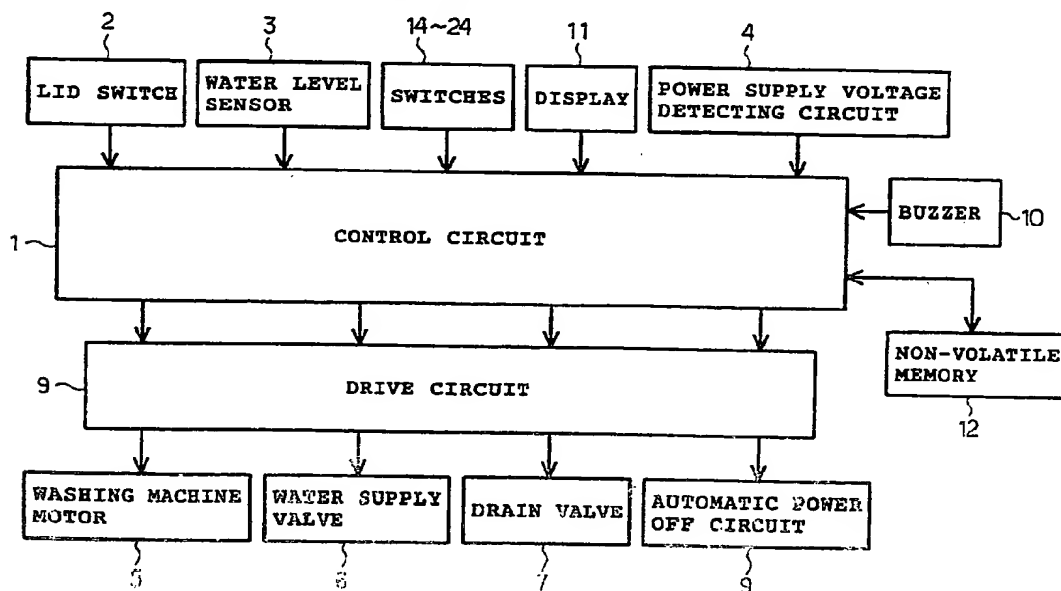 2
3
14~24
11
4
LID SWITCH
WATER LEVEL
SENSOR
SWITCHES
DISPLAY
POWER SUPPLY VOLTAGE
DETECTING CIRCUIT
BUZZER
10
1
CONTROL CIRCUIT
NON-VOLATILE
MEMORY
12
9
DRIVE CIRCUIT
WASHING MACHINE
MOTOR
WATER SUPPLY
VALVE
DRAIN VALVE
AUTOMATIC POWER
OFF CIRCUIT
5
6
7
9